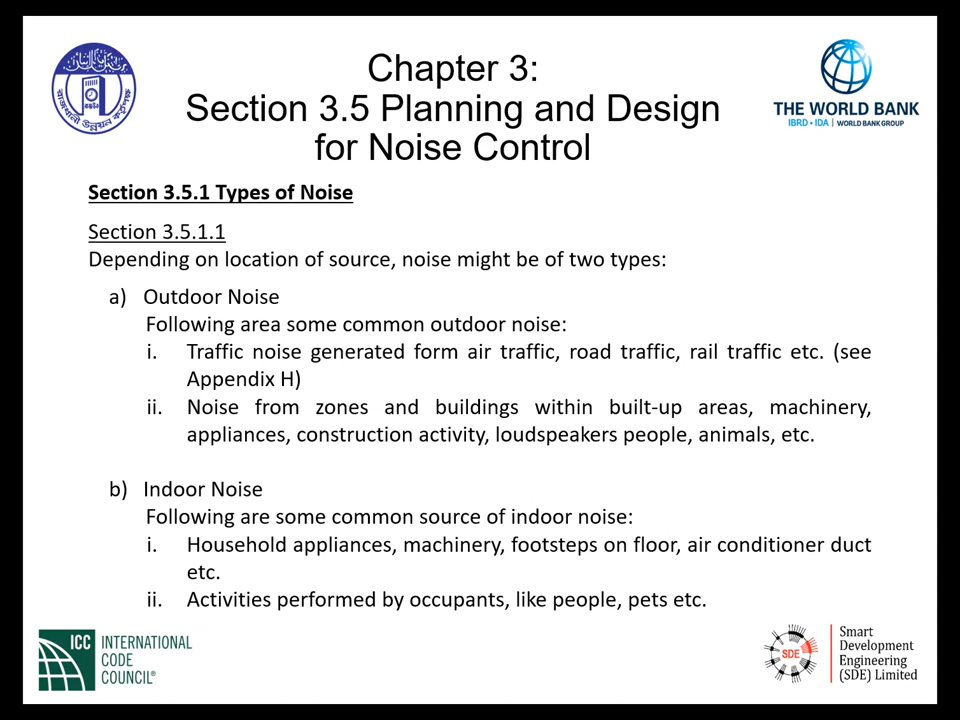 Chapter 3:
Section 3.5 Planning and Design
for Noise Control
রাজধানী উন্নয়ন কর্তৃপক্ষ
THE WORLD BANK
IBRD • IDA | WORLD BANK GROUP
Section 3.5.1 Types of Noise
Section 3.5.1.1
Depending on location of source, noise might be of two types:
a) Outdoor Noise
Following area some common outdoor noise:
i. Traffic noise generated form air traffic, road traffic, rail traffic etc. (see
Appendix H)
ii. Noise from zones and buildings within built-up areas, machinery,
appliances, construction activity, loudspeakers people, animals, etc.
b) Indoor Noise
Following are some common source of indoor noise:
i. Household appliances, machinery, footsteps on floor, air conditioner duct
etc.
ii. Activities performed by occupants, like people, pets etc.
ICC INTERNATIONAL
CODE
COUNCIL®
SDE
Smart
Development
Engineering
(SDE) Limited